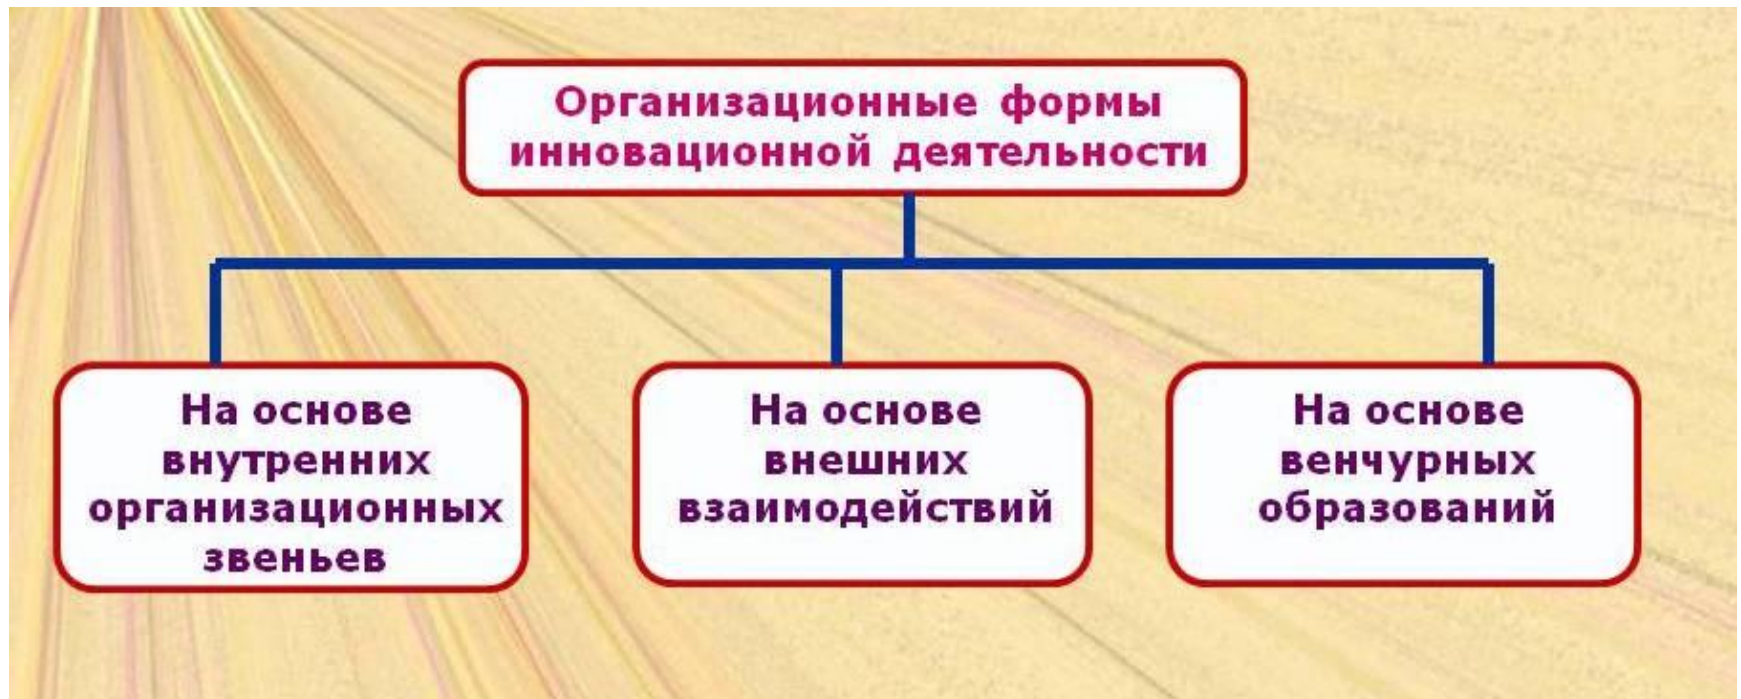 Организационные формы
инновационной деятельности
На основе
внутренних
организационных
звеньев
На основе
внешних
взаимодействий
На основе
венчурных
образований